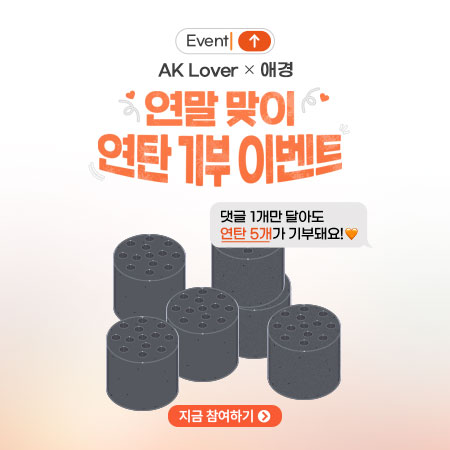 Event
AK Lover × 애경
연말 맞이
연탄 기부 이벤트
댓글 1개만 달아도
연탄 5개가 기부돼요!🧡
지금 참여하기